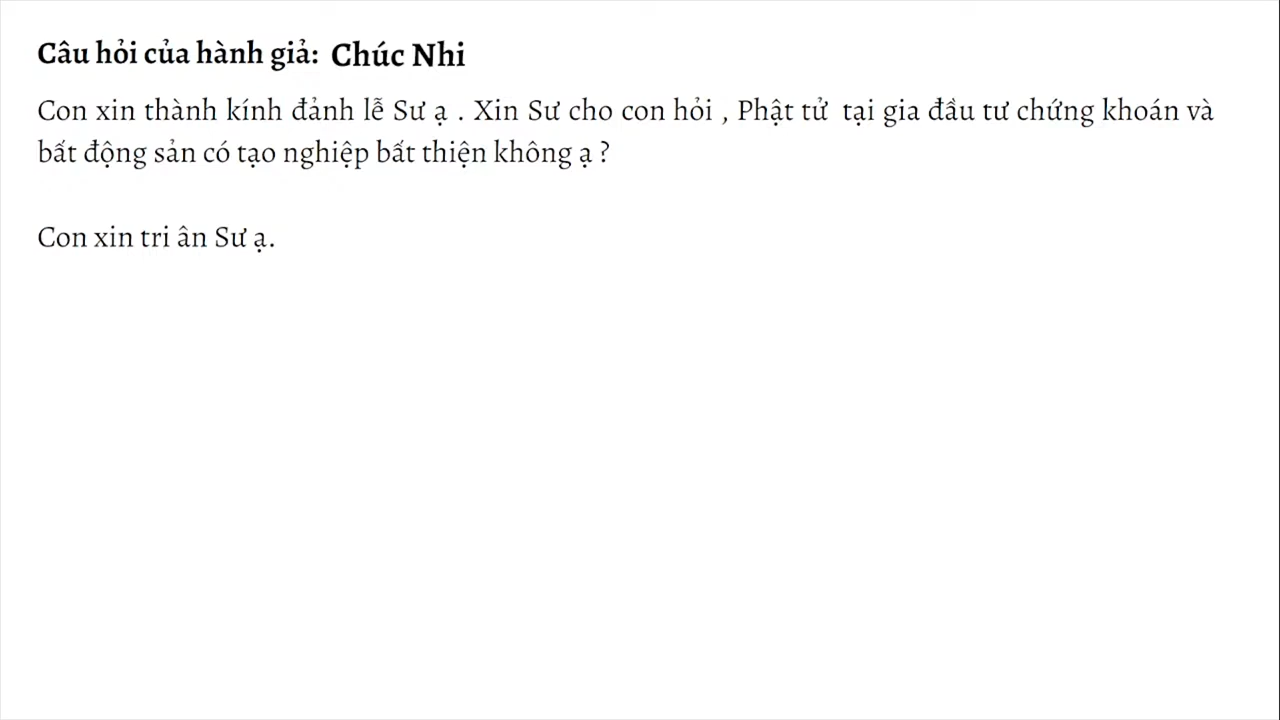 Câu hỏi của hành giả: Chúc Nhi
Con xin thành kính đảnh lễ Sư ạ . Xin Sư cho con hỏi , Phật tử tại gia đầu tư chứng khoán và
bất động sản có tạo nghiệp bất thiện không ạ ?
Con xin tri ân Sư ạ.